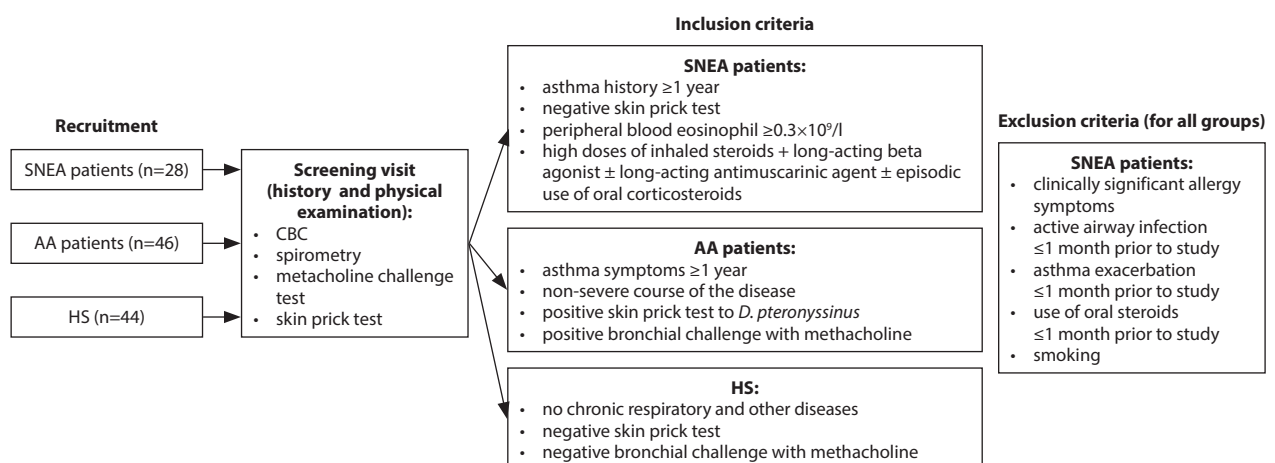 Recruitment
SNEA patients (n=28)
AA patients (n=46)
HS (n=44)
Screening visit
(history and physical
examination):
• CBC
• spirometry
• metacholine challenge
test
• skin prick test
Inclusion criteria
SNEA patients:
• asthma history ≥1 year
• negative skin prick test
• peripheral blood eosinophil ≥0.3×10⁹/l
• high doses of inhaled steroids + long-acting beta
agonist ± long-acting antimuscarinic agent ± episodic
use of oral corticosteroids
AA patients:
• asthma symptoms ≥1 year
• non-severe course of the disease
• positive skin prick test to D. pteronyssinus
• positive bronchial challenge with methacholine
HS:
• no chronic respiratory and other diseases
• negative skin prick test
• negative bronchial challenge with methacholine
Exclusion criteria (for all groups)
SNEA patients:
• clinically significant allergy
symptoms
• active airway infection
≤1 month prior to study
• asthma exacerbation
≤1 month prior to study
• use of oral steroids
≤1 month prior to study
• smoking